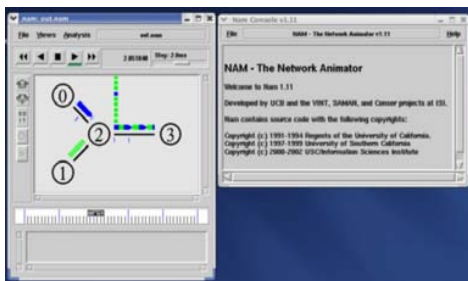 nam: out.nam
File Views Analysis out.nam
Step: 2.0ms
0
2
3
1
Nam Console v1.11
File NAM - The Network Animator v1.11 Help
NAM - The Network Animator
Welcome to Nam 1.11
Developed by UCB and the VINT, SAMAN, and Conser projects at ISI.
Nam contains source code with the following copyrights:
Copyright (c) 1991-1994 Regents of the University of California.
Copyright (c) 1997-1999 University of Southern California
Copyright (c) 2000-2002 USC/Information Sciences Institute